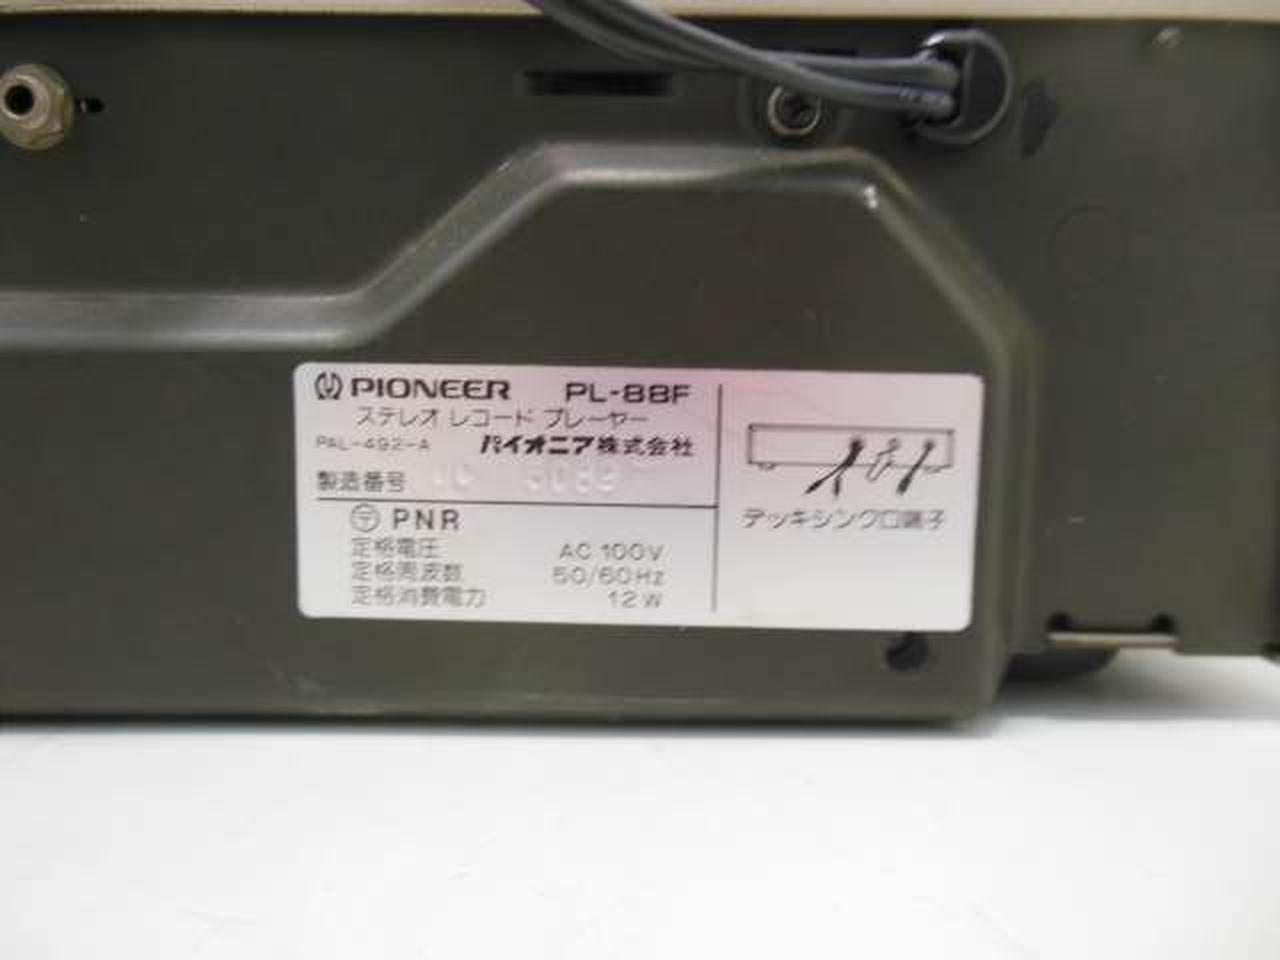 PIONEER PL-88F
ステレオ レコード プレーヤー
PAL-492-A パイオニア株式会社
製造番号
〒 PNR
定格電圧 AC 100V
定格周波数 50/60Hz
定格消費電力 12W
デッキシンクロ端子